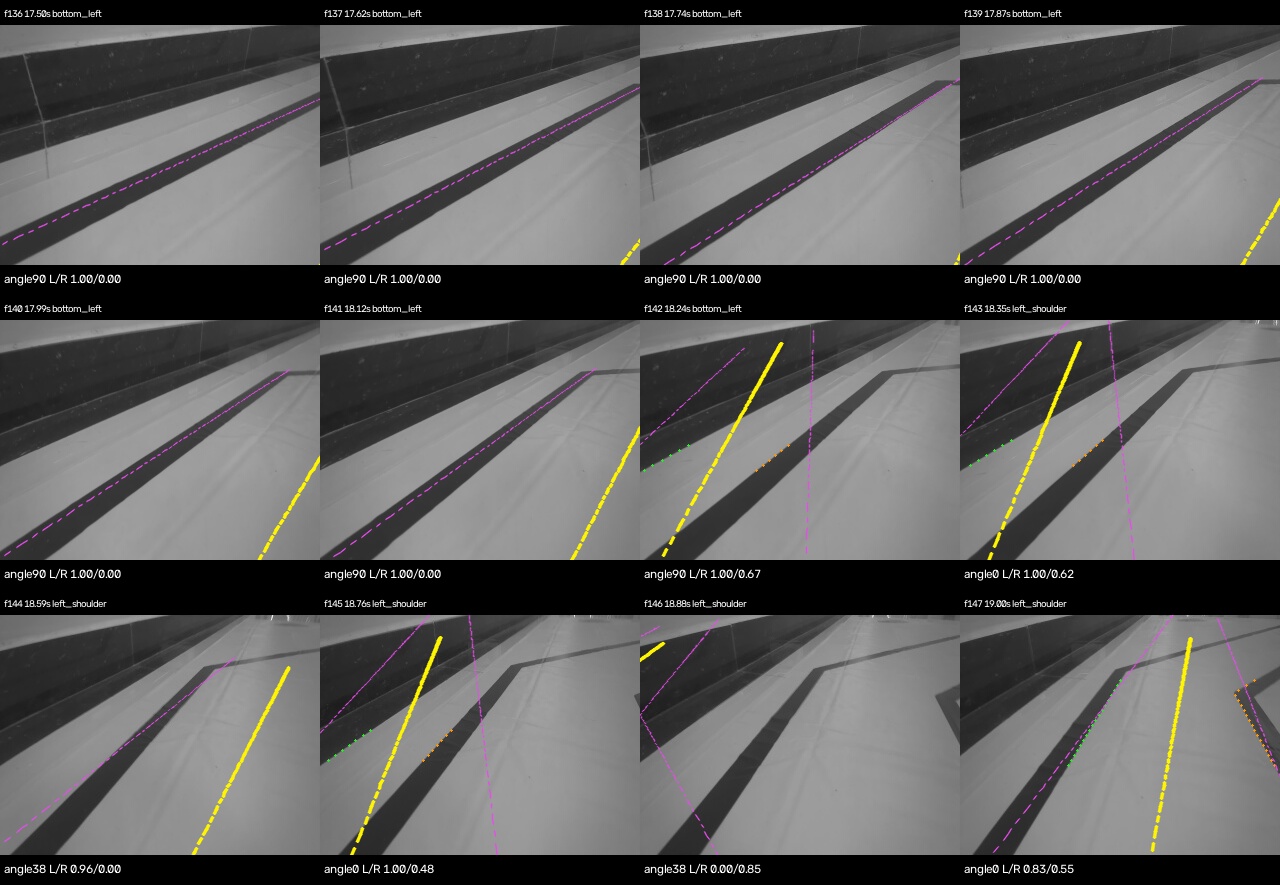 f136 17.50s bottom_left
f137 17.62s bottom_left
f138 17.74s bottom_left
f139 17.87s bottom_left
angle90 L/R 1.00/0.00
angle90 L/R 1.00/0.00
angle90 L/R 1.00/0.00
angle90 L/R 1.00/0.00
f140 17.99s bottom_left
f141 18.12s bottom_left
f142 18.24s bottom_left
f143 18.35s left_shoulder
angle90 L/R 1.00/0.00
angle90 L/R 1.00/0.00
angle90 L/R 1.00/0.67
angle0 L/R 1.00/0.62
f144 18.59s left_shoulder
f145 18.76s left_shoulder
f146 18.88s left_shoulder
f147 19.00s left_shoulder
angle38 L/R 0.96/0.00
angle0 L/R 1.00/0.48
angle38 L/R 0.00/0.85
angle0 L/R 0.83/0.55